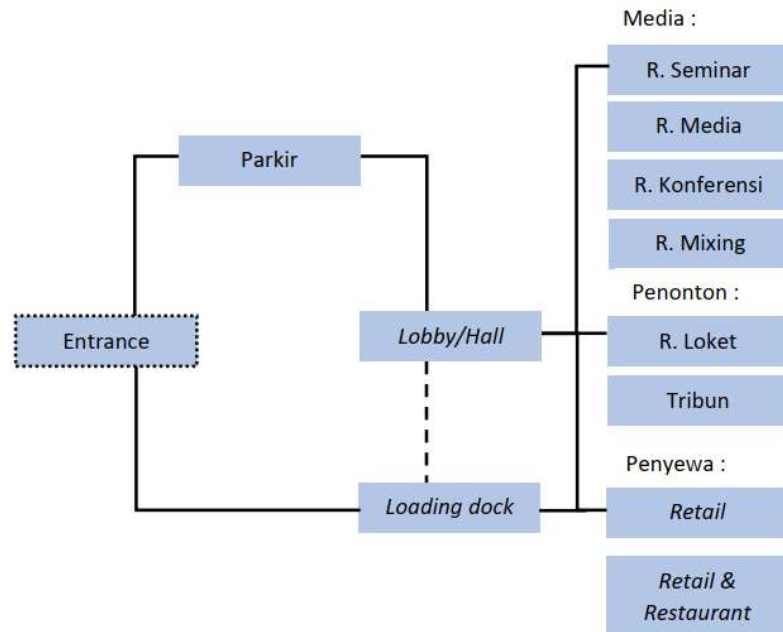 Media :
R. Seminar
R. Media
Parkir
R. Konferensi
R. Mixing
Penonton :
Entrance
Lobby/Hall
R. Loket
Tribun
Penyewa :
Loading dock
Retail
Retail &
Restaurant